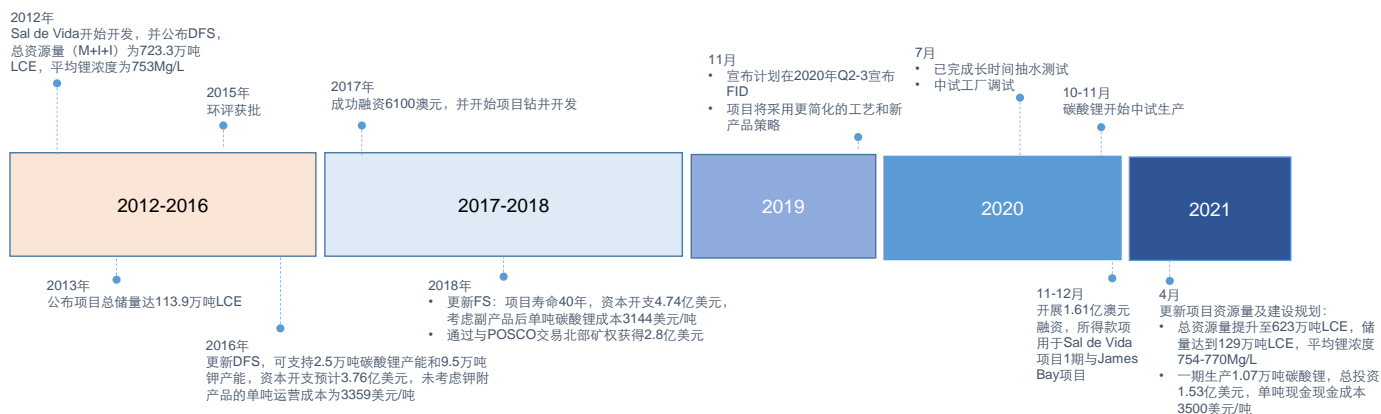 2012年
Sal de Vida开始开发，并公布DFS，
总资源量（M+I+I）为723.3万吨
LCE，平均锂浓度为753Mg/L
2015年
环评获批
2017年
成功融资6100澳元，并开始项目钻井开发
11月
• 宣布计划在2020年Q2-3宣布
FID
• 项目将采用更简化的工艺和新
产品策略
7月
• 已完成长时间抽水测试
• 中试工厂调试
10-11月
碳酸锂开始中试生产
2012-2016
2017-2018
2019
2020
2021
2013年
公布项目总储量达113.9万吨LCE
2016年
更新DFS，可支持2.5万吨碳酸锂产能和9.5万吨
钾产能，资本开支预计3.76亿美元，未考虑钾附
产品的单吨运营成本为3359美元/吨
2018年
• 更新FS：项目寿命40年，资本开支4.74亿美元，
考虑副产品后单吨碳酸锂成本3144美元/吨
• 通过与POSCO交易北部矿权获得2.8亿美元
11-12月
开展1.61亿澳元
融资，所得款项
用于Sal de Vida
项目1期与James
Bay项目
4月
更新项目资源量及建设规划：
• 总资源量提升至623万吨LCE，储
量达到129万吨LCE，平均锂浓度
754-770Mg/L
• 一期生产1.07万吨碳酸锂，总投资
1.53亿美元，单吨现金现金成本
3500美元/吨